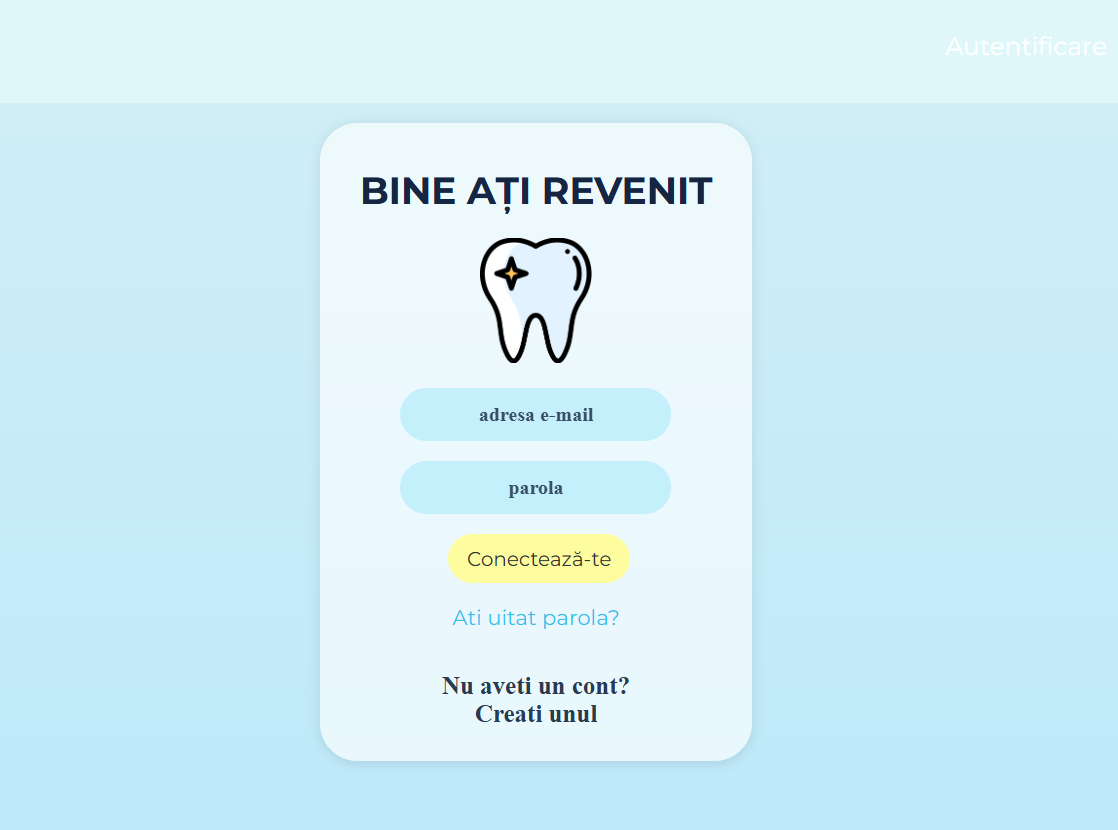 Autentificare
BINE AȚI REVENIT
adresa e-mail
parola
Conectează-te
Ati uitat parola?
Nu aveti un cont?
Creati unul